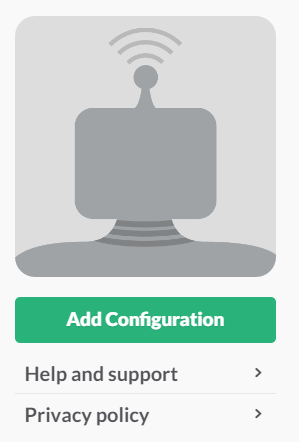 Add Configuration
Help and support
Privacy policy